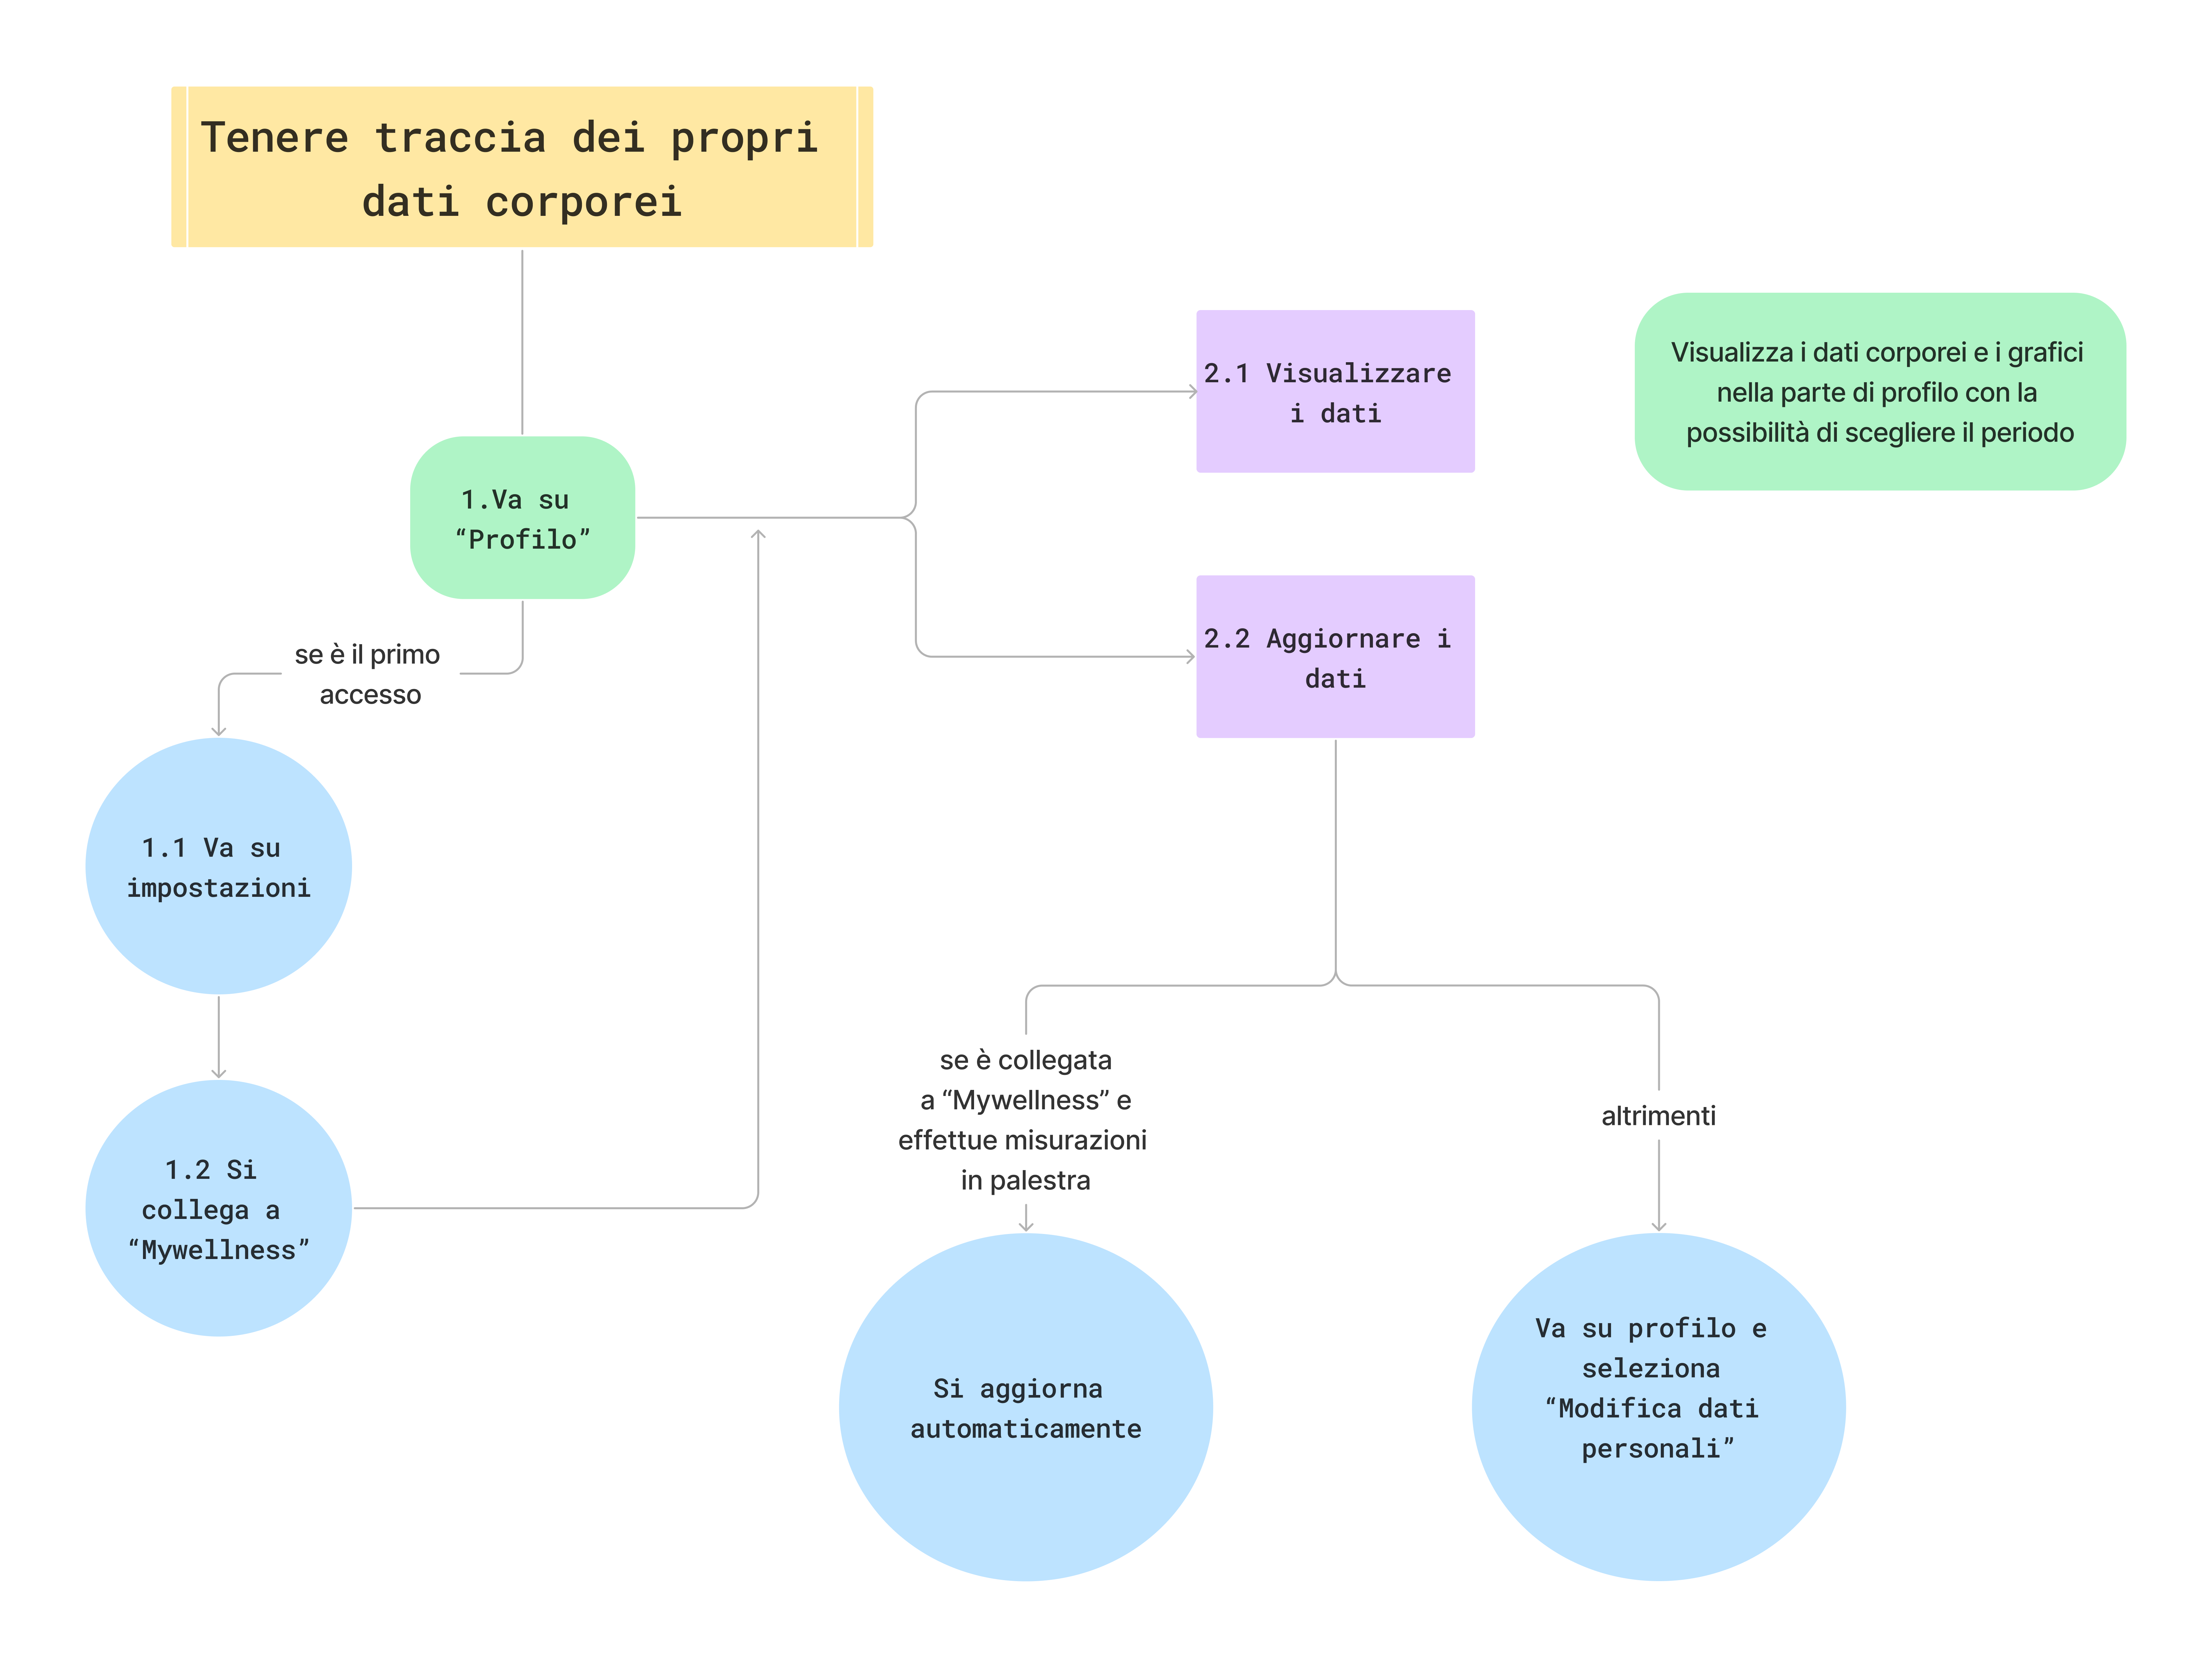 Tenere traccia dei propri
dati corporei
1.Va su
“Profilo”
2.1 Visualizzare
i dati
Visualizza i dati corporei e i grafici
nella parte di profilo con la
possibilità di scegliere il periodo
2.2 Aggiornare i
dati
se è il primo
accesso
1.1 Va su
impostazioni
1.2 Si
collega a
“Mywellness”
se è collegata
a “Mywellness” e
effettue misurazioni
in palestra
altrimenti
Si aggiorna
automaticamente
Va su profilo e
seleziona
“Modifica dati
personali”